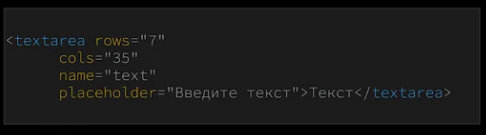 <textarea rows="7"
cols="35"
name="text"
placeholder="Введите текст">Текст</textarea>